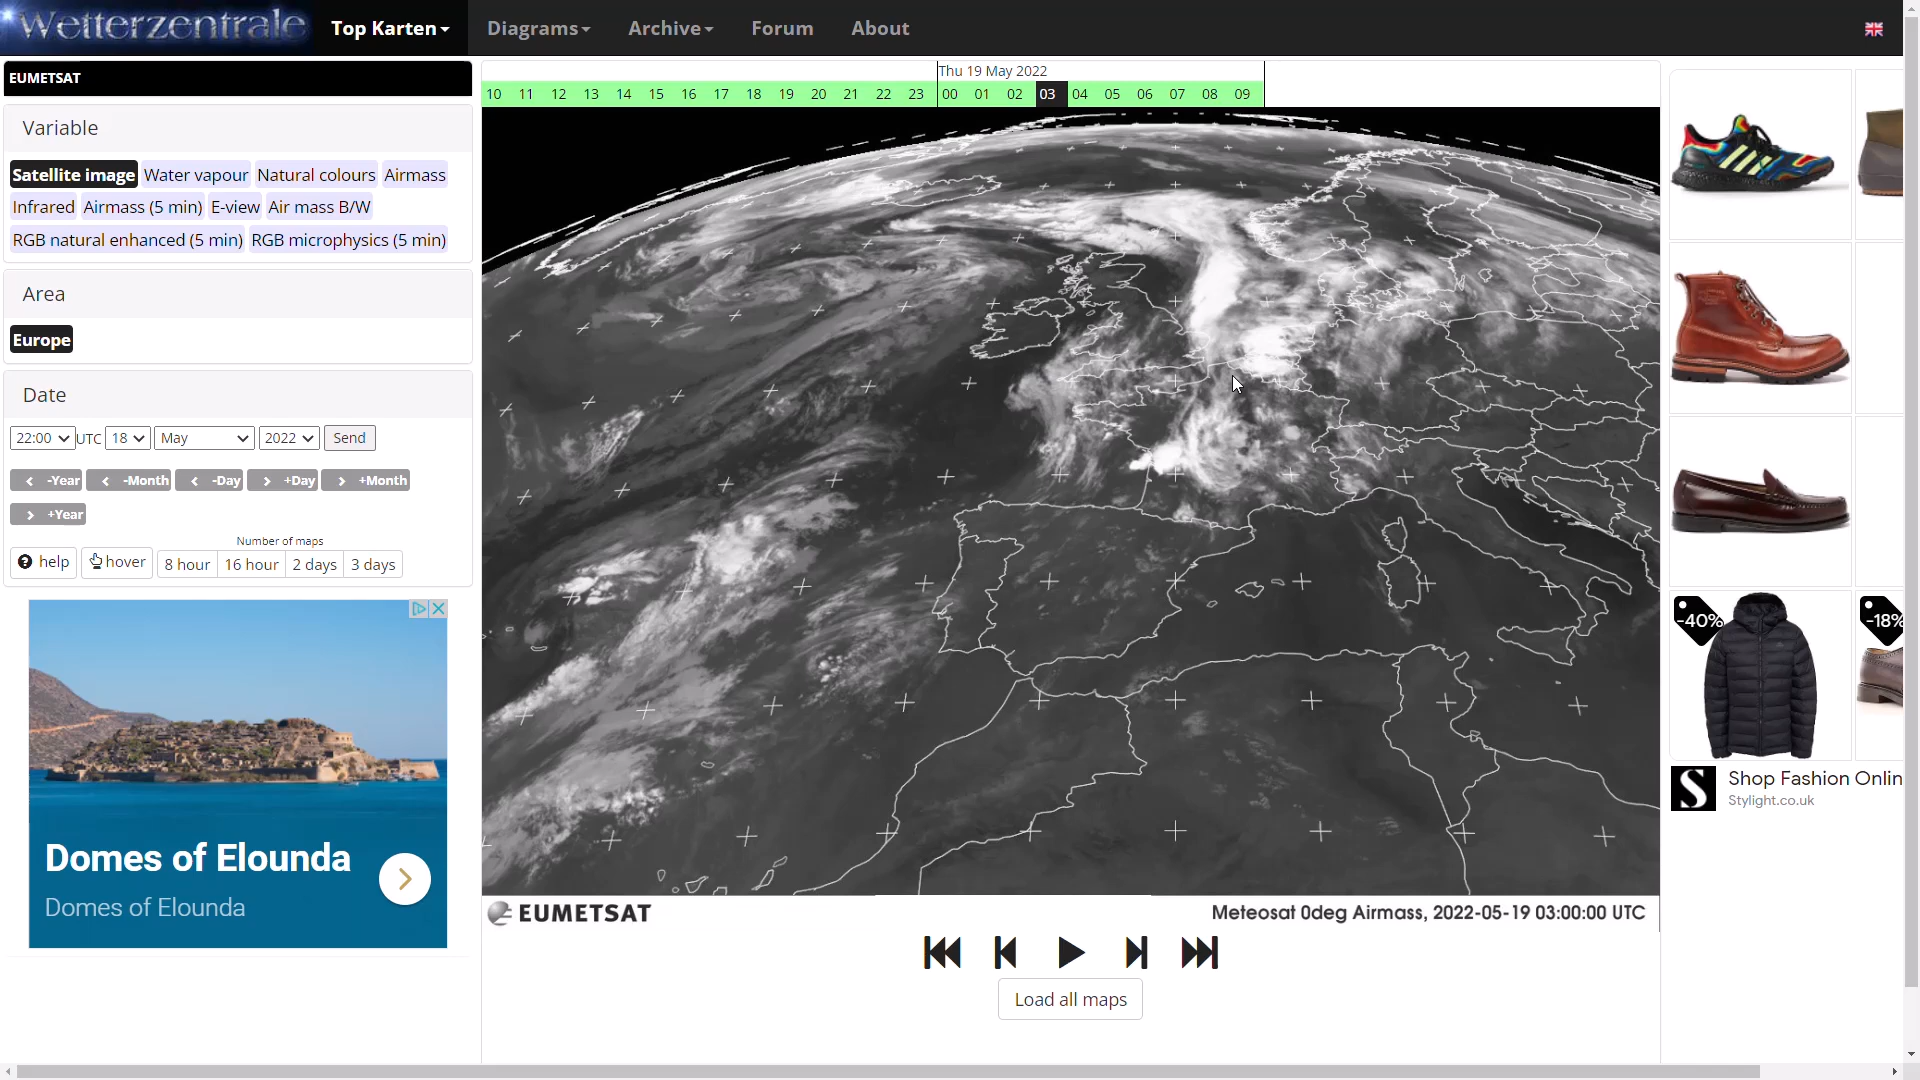 Wetterzentrale
Top Karten
Diagrams
Archive
Forum
About
EUMETSAT
Variable
Satellite image Water vapour Natural colours Airmass
Infrared Airmass (5 min) E-view Air mass B/W
RGB natural enhanced (5 min) RGB microphysics (5 min)
Area
Europe
Date
22:00 UTC 18 May 2022 Send
-Year -Month -Day +Day +Month
+Year
Number of maps
help hover 8 hour 16 hour 2 days 3 days
Domes of Elounda
Domes of Elounda
Thu 19 May 2022
10 11 12 13 14 15 16 17 18 19 20 21 22 23 00 01 02 03 04 05 06 07 08 09
EUMETSAT
Meteosat 0deg Airmass, 2022-05-19 03:00:00 UTC
Load all maps
-40%
-18%
S
Shop Fashion Onlin
Stylight.co.uk